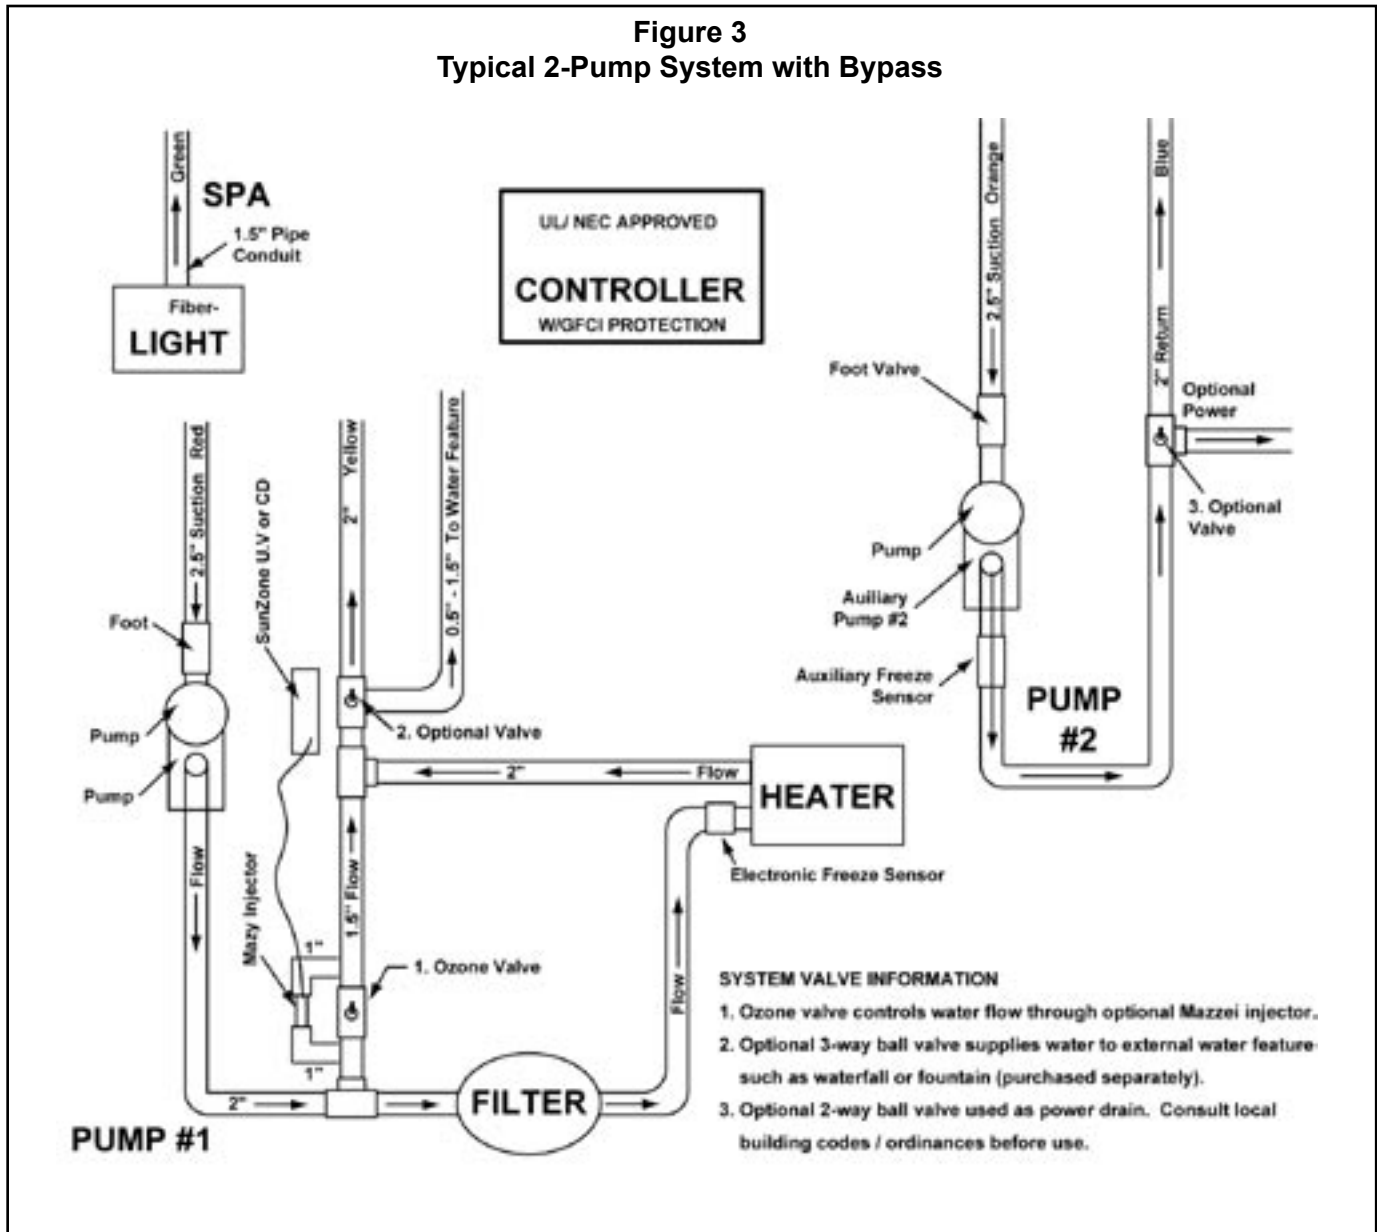 Figure 3
Typical 2-Pump System with Bypass
Green
SPA
1.5" Pipe
Conduit
Fiber-
LIGHT
UL/ NEC APPROVED
CONTROLLER
W/GFCI PROTECTION
2.5" Suction Orange
2" Return Blue
Foot Valve
Optional
Power
3. Optional
Valve
Pump
Auiliary
Pump #2
Auxiliary Freeze
Sensor
PUMP
#2
2.5" Suction Red
SunZone U.V or CD
2" Yellow
0.5" - 1.5" To Water Feature
Foot
Pump
Pump
2. Optional Valve
2"
Flow
HEATER
Electronic Freeze Sensor
Flow
Mazy Injector
1.5" Flow
1"
1. Ozone Valve
1"
Flow
2"
FILTER
PUMP #1
SYSTEM VALVE INFORMATION
1. Ozone valve controls water flow through optional Mazzei injector.
2. Optional 3-way ball valve supplies water to external water feature
such as waterfall or fountain (purchased separately).
3. Optional 2-way ball valve used as power drain. Consult local
building codes / ordinances before use.